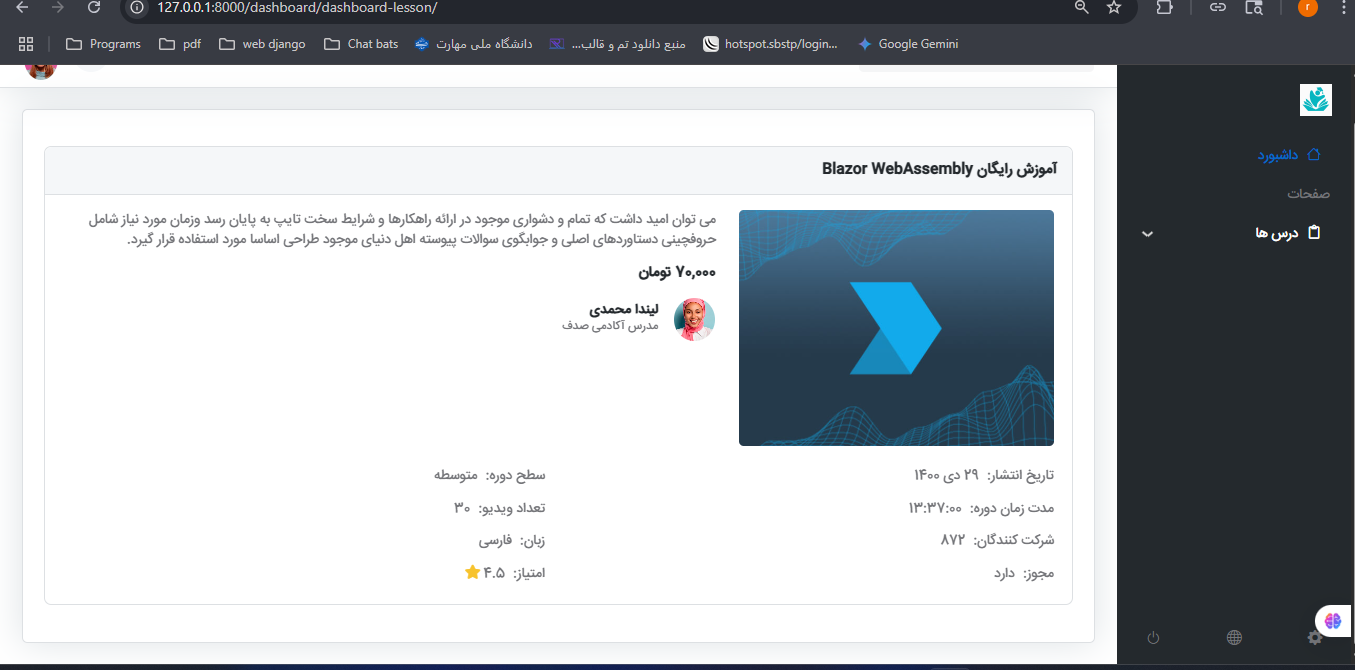 127.0.0.1:8000/dashboard/dashboard-lesson/
r
Programs
pdf
web django
Chat bats
دانشگاه ملی مهارت
منبع دانلود تم و قالب...
hotspot.sbstp/login...
Google Gemini
داشبورد
صفحات
درس ها
آموزش رایگان Blazor WebAssembly
می توان امید داشت که تمام و دشواری موجود در ارائه راهکارها و شرایط سخت تایپ به پایان رسد وزمان مورد نیاز شامل
حروفچینی دستاوردهای اصلی و جوابگوی سوالات پیوسته اهل دنیای موجود طراحی اساسا مورد استفاده قرار گیرد.
۷۰,۰۰۰ تومان
لیندا محمدی
مدرس آکادمی صدف
تاریخ انتشار: ۲۹ دی ۱۴۰۰
سطح دوره: متوسطه
مدت زمان دوره: ۱۳:۳۷:۰۰
تعداد ویدیو: ۳۰
شرکت کنندگان: ۸۷۲
زبان: فارسی
مجوز: دارد
امتیاز: ۴.۵